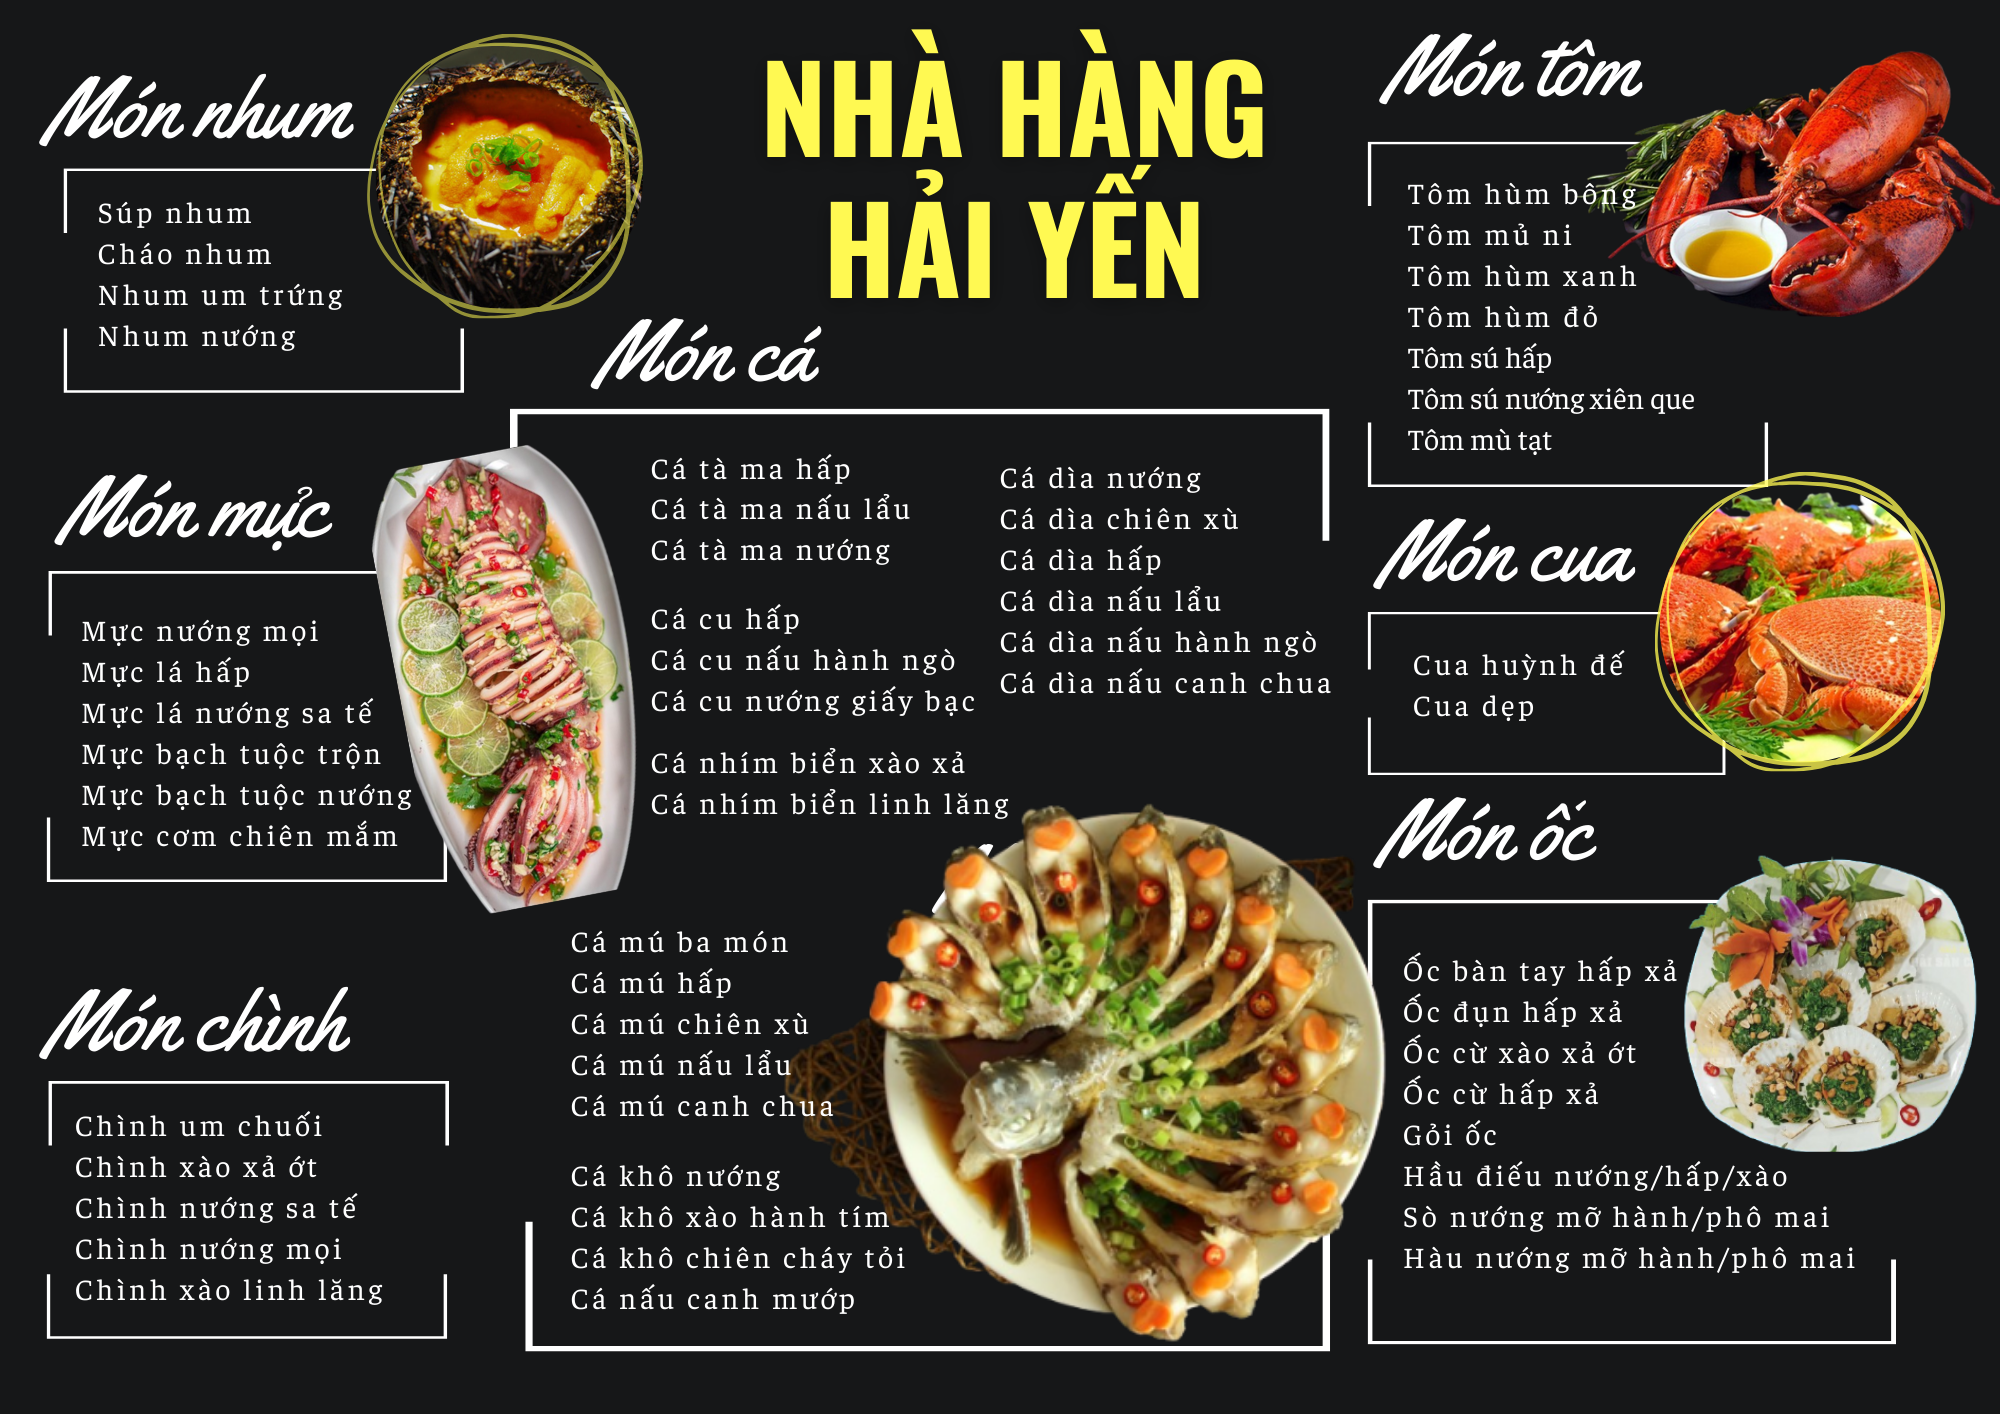 NHÀ HÀNG
HẢI YẾN
Món nhum
Súp nhum
Cháo nhum
Nhum um trứng
Nhum nướng
Món mực
Mực nướng mọi
Mực lá hấp
Mực lá nướng sa tế
Mực bạch tuộc trộn
Mực bạch tuộc nướng
Mực cơm chiên mắm
Món chình
Chình um chuối
Chình xào xả ớt
Chình nướng sa tế
Chình nướng mọi
Chình xào linh lăng
Món cá
Cá tà ma hấp
Cá tà ma nấu lẩu
Cá tà ma nướng
Cá cu hấp
Cá cu nấu hành ngò
Cá cu nướng giấy bạc
Cá nhím biển xào xả
Cá nhím biển linh lăng
Cá dìa nướng
Cá dìa chiên xù
Cá dìa hấp
Cá dìa nấu lẩu
Cá dìa nấu hành ngò
Cá dìa nấu canh chua
Cá mú ba món
Cá mú hấp
Cá mú chiên xù
Cá mú nấu lẩu
Cá mú canh chua
Cá khô nướng
Cá khô xào hành tím
Cá khô chiên cháy tỏi
Cá nấu canh mướp
Món tôm
Tôm hùm bông
Tôm mủ ni
Tôm hùm xanh
Tôm hùm đỏ
Tôm sú hấp
Tôm sú nướng xiên que
Tôm mù tạt
Món cua
Cua huỳnh đế
Cua dẹp
Món ốc
Ốc bàn tay hấp xả
Ốc đụn hấp xả
Ốc cừ xào xả ớt
Ốc cừ hấp xả
Gỏi ốc
Hầu điếu nướng/hấp/xào
Sò nướng mỡ hành/phô mai
Hàu nướng mỡ hành/phô mai